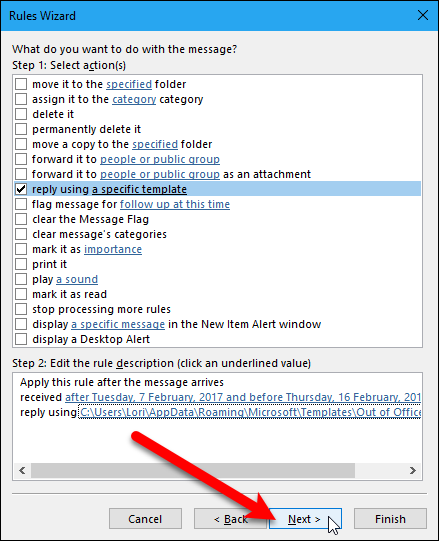 Rules Wizard
What do you want to do with the message?
Step 1: Select action(s)
move it to the specified folder
assign it to the category category
delete it
permanently delete it
move a copy to the specified folder
forward it to people or public group
forward it to people or public group as an attachment
reply using a specific template
flag message for follow up at this time
clear the Message Flag
clear message's categories
mark it as importance
print it
play a sound
mark it as read
stop processing more rules
display a specific message in the New Item Alert window
display a Desktop Alert
Step 2: Edit the rule description (click an underlined value)
Apply this rule after the message arrives
received after Tuesday, 7 February, 2017 and before Thursday, 16 February, 201
reply using C:\Users\Lori\AppData\Roaming\Microsoft\Templates\Out of Office
Cancel < Back Next > Finish